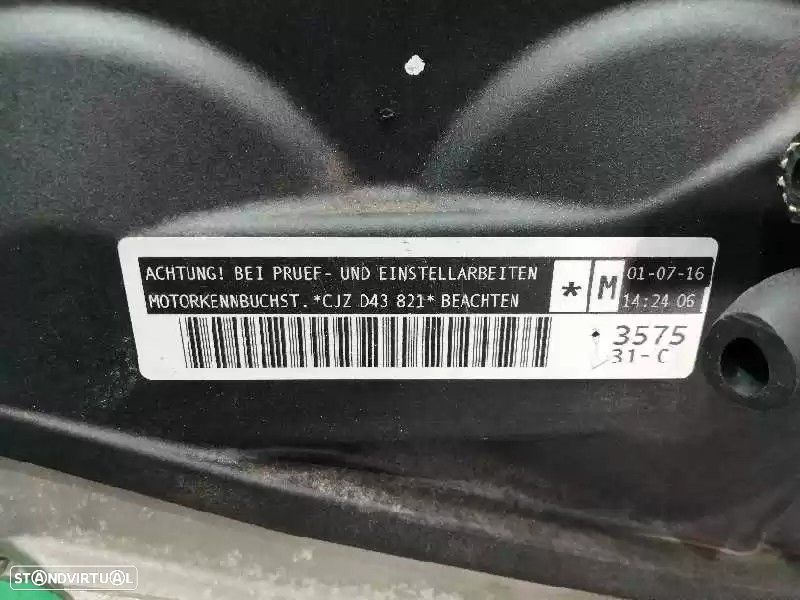 ACHTUNG! BEI PRUEF- UND EINSTELLARBEITEN
MOTORKENNBUCHST. *CJZ D43 821* BEACHTEN
* M
01-07-16
14:24 06
3575
31-C
STANDVIRTUAL